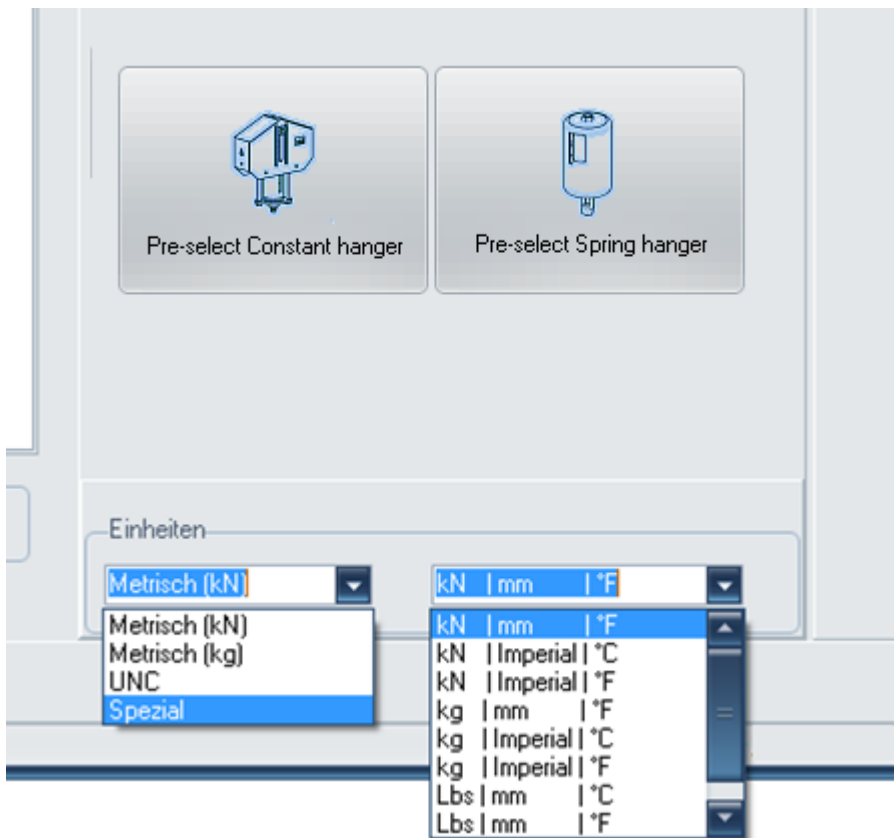 Pre-select Constant hanger
Pre-select Spring hanger
Einheiten
Metrisch (kN)
kN | mm | °F
Metrisch (kN)
Metrisch (kg)
UNC
Spezial
kN | mm | °F
kN | Imperial | °C
kN | Imperial | °F
kg | mm | °F
kg | Imperial | °C
kg | Imperial | °F
Lbs | mm | °C
Lbs | mm | °F